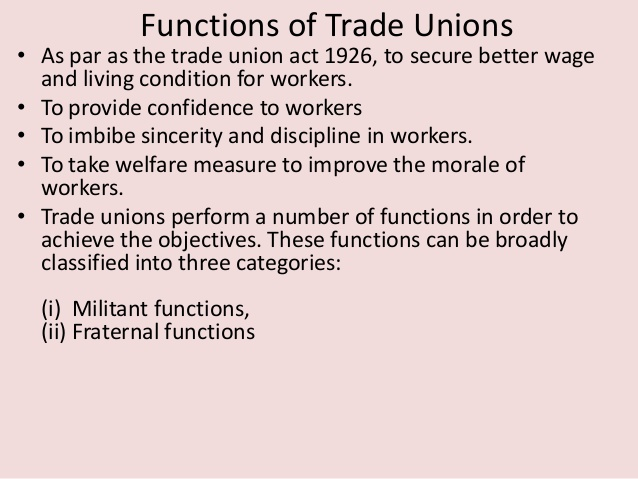 Functions of Trade Unions
• As par as the trade union act 1926, to secure better wage
and living condition for workers.
• To provide confidence to workers
• To imbibe sincerity and discipline in workers.
• To take welfare measure to improve the morale of
workers.
• Trade unions perform a number of functions in order to
achieve the objectives. These functions can be broadly
classified into three categories:
(i) Militant functions,
(ii) Fraternal functions